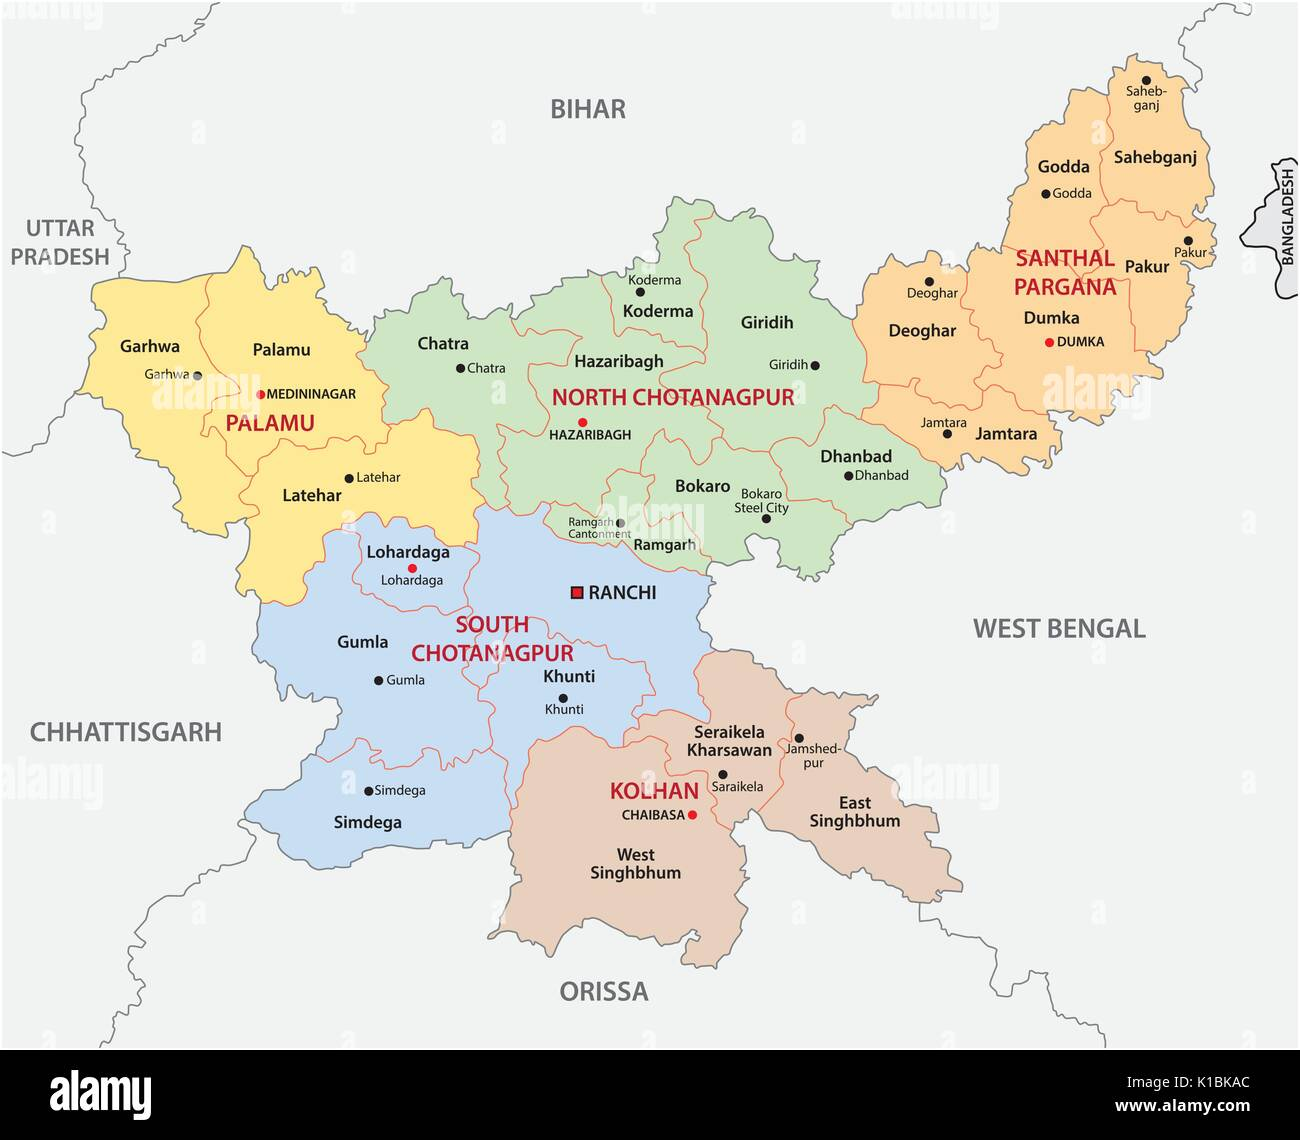 BIHAR
UTTAR
PRADESH
BANGLADESH
WEST BENGAL
CHHATTISGARH
ORISSA
Saheb-
ganj
Sahebganj
Godda
Godda
SANTHAL
PARGANA
Pakur
Pakur
Deoghar
Deoghar
Dumka
DUMKA
Jamtara
Jamtara
Koderma
Koderma
Giridih
Giridih
Chatra
Chatra
Hazaribagh
NORTH CHOTANAGPUR
HAZARIBAGH
Dhanbad
Dhanbad
Bokaro
Bokaro
Steel City
Ramgarh
Cantonment
Ramgarh
Garhwa
Garhwa
Palamu
MEDININAGAR
PALAMU
Latehar
Latehar
Lohardaga
Lohardaga
RANCHI
SOUTH
CHOTANAGPUR
Gumla
Gumla
Khunti
Khunti
Simdega
Simdega
Seraikela
Kharsawan
Saraikela
Jamshed-
pur
KOLHAN
CHAIBASA
East
Singhbhum
West
Singhbhum
a alamy
alamy
Image ID: K1BKAC
www.alamy.com